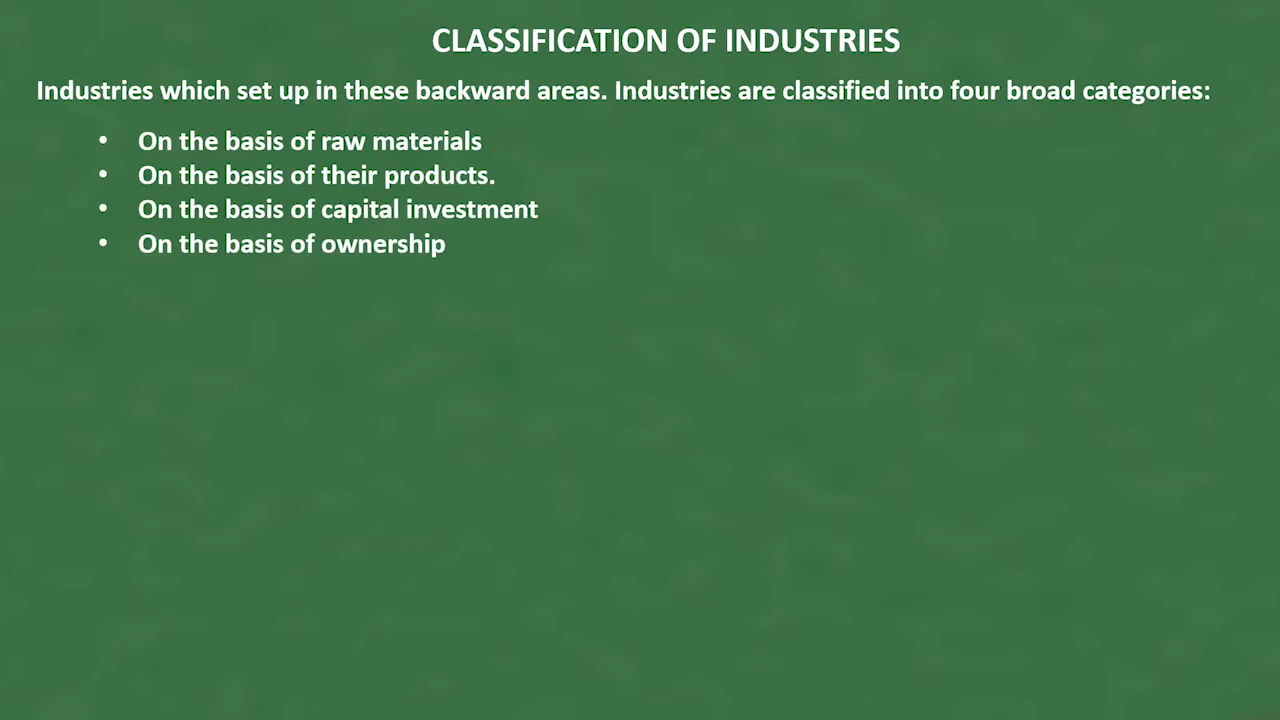 CLASSIFICATION OF INDUSTRIES
Industries which set up in these backward areas. Industries are classified into four broad categories:
• On the basis of raw materials
• On the basis of their products.
• On the basis of capital investment
• On the basis of ownership